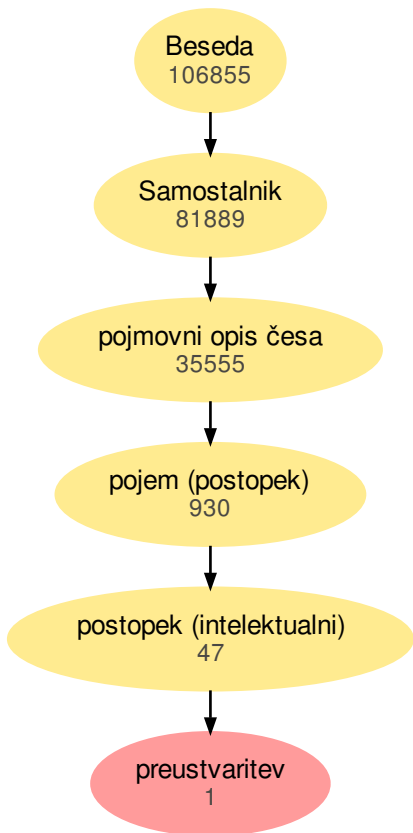 Beseda
106855
Samostalnik
81889
pojmovni opis česa
35555
pojem (postopek)
930
postopek (intelektualni)
47
preustvaritev
1